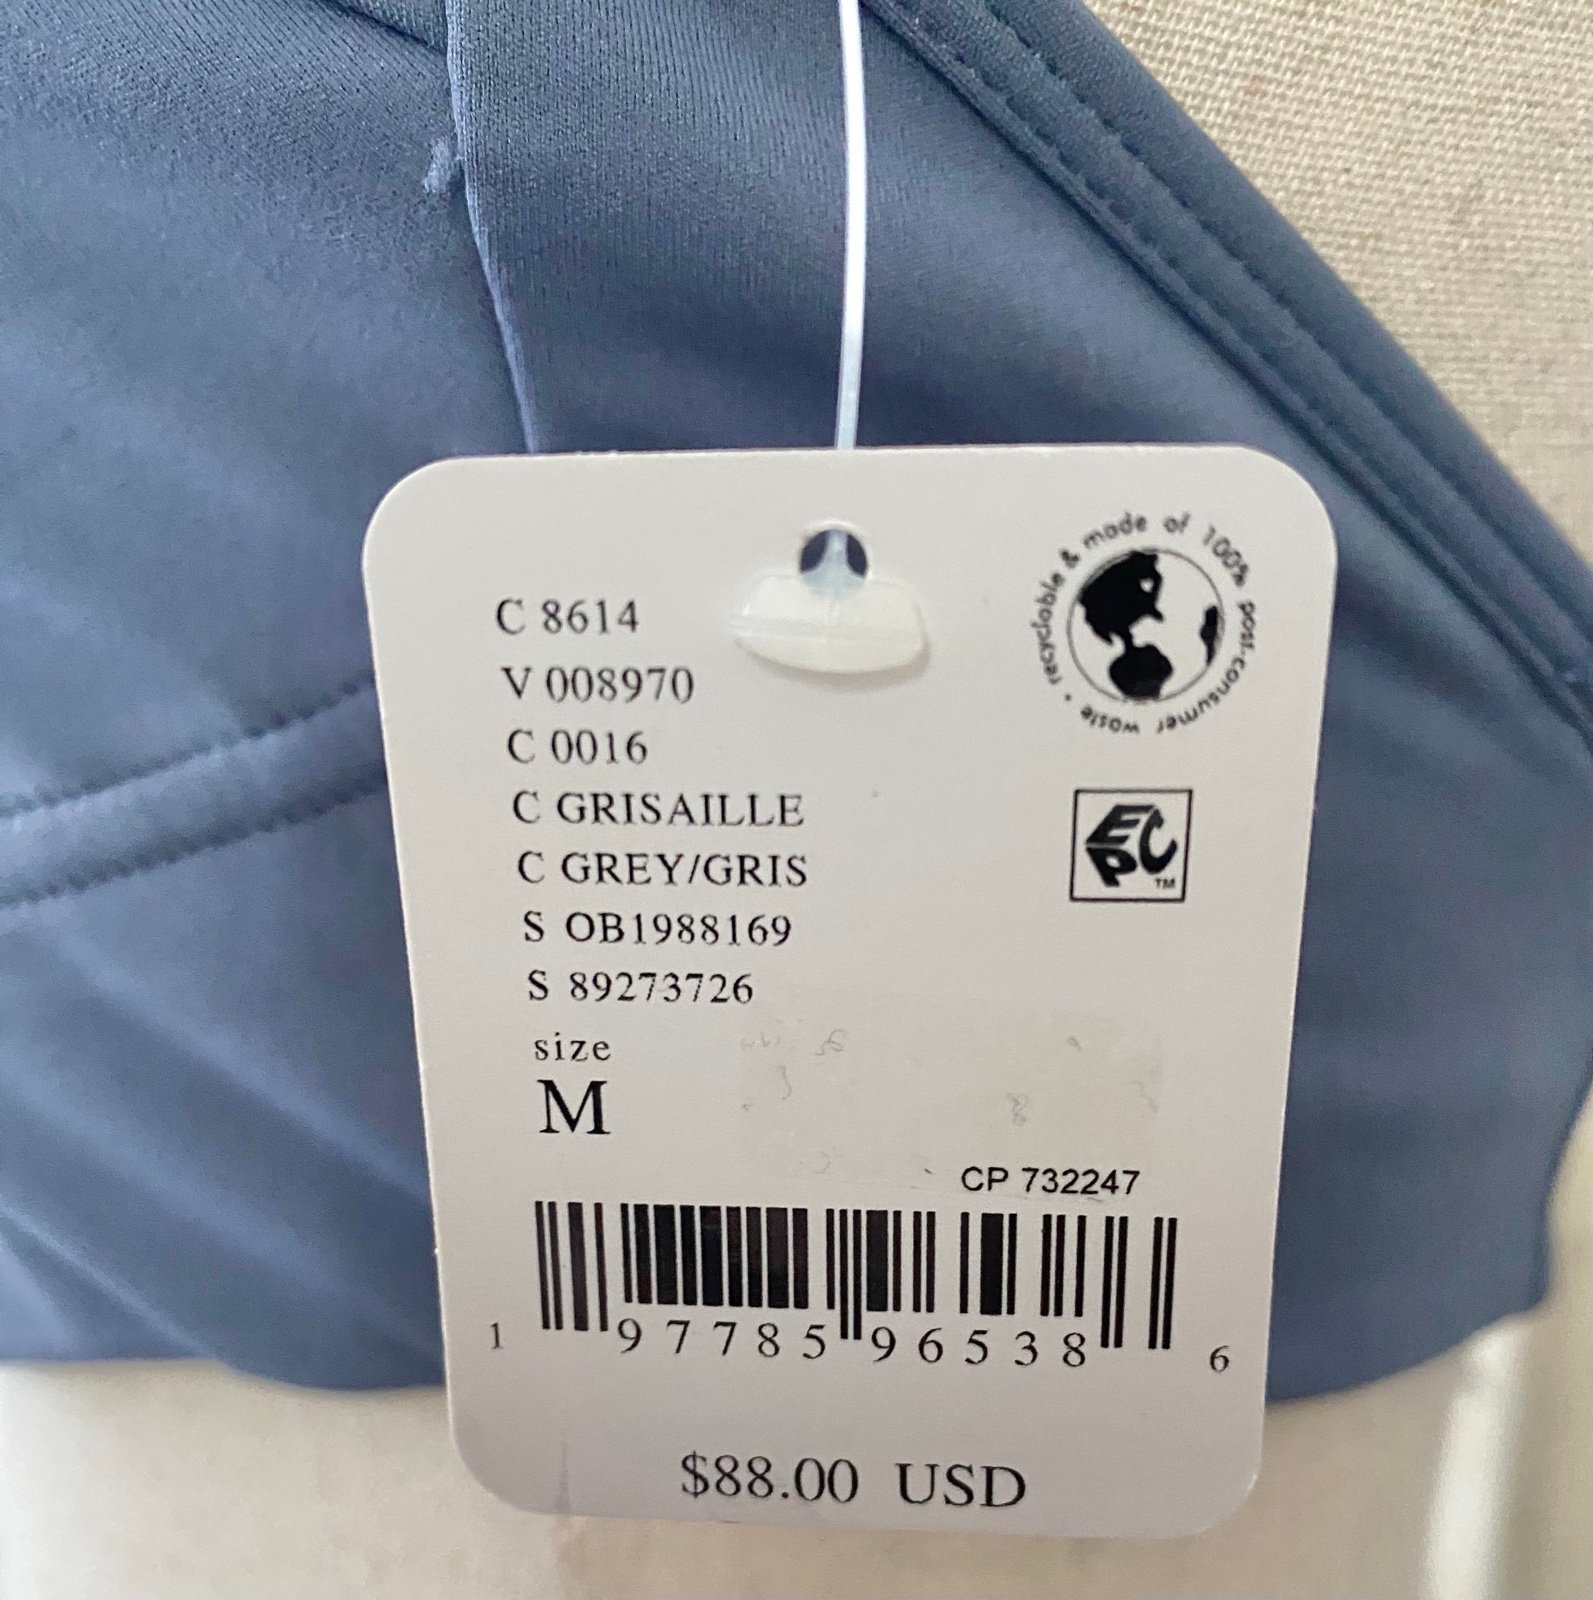 recyclable & made of 100% post-consumer waste •
C 8614
V 008970
C 0016
C GRISAILLE
C GREY/GRIS
S OB1988169
S 89273726
EPC
TM
size
M
CP 732247
1 97785 96538 6
$88.00 USD